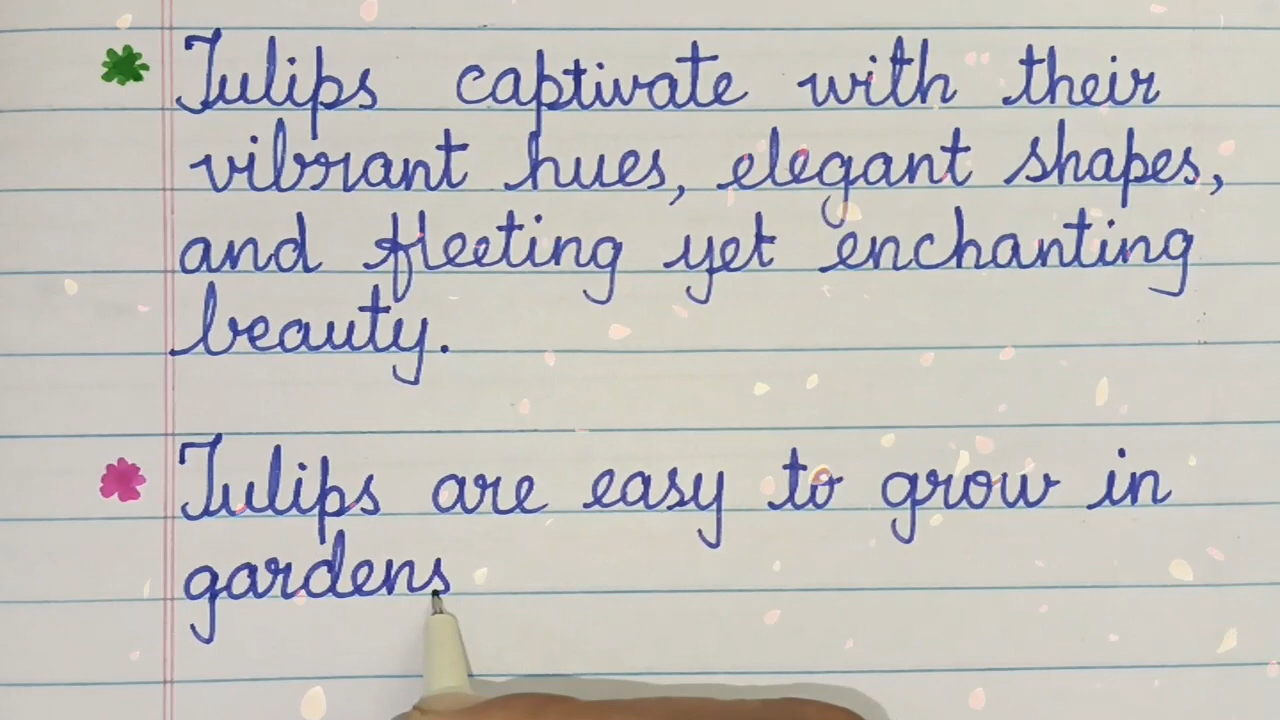 Tulips captivate with their
vibrant hues, elegant shapes,
and fleeting yet enchanting
beauty.
Tulips are easy to grow in
gardens